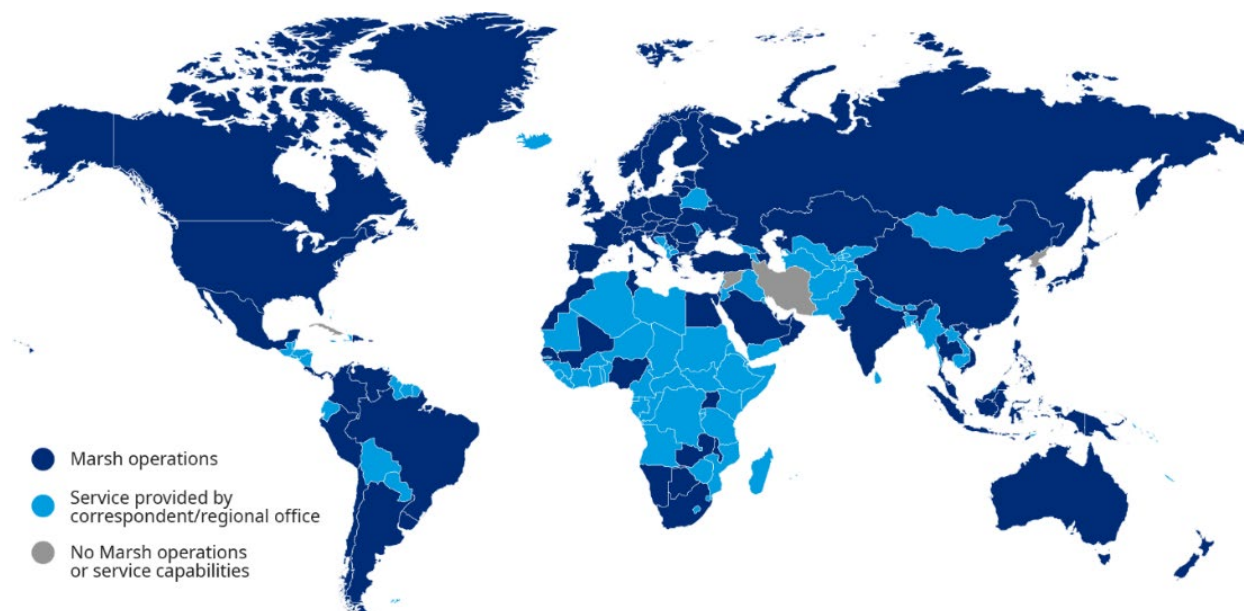 Marsh operations
Service provided by
correspondent/regional office
No Marsh operations
or service capabilities